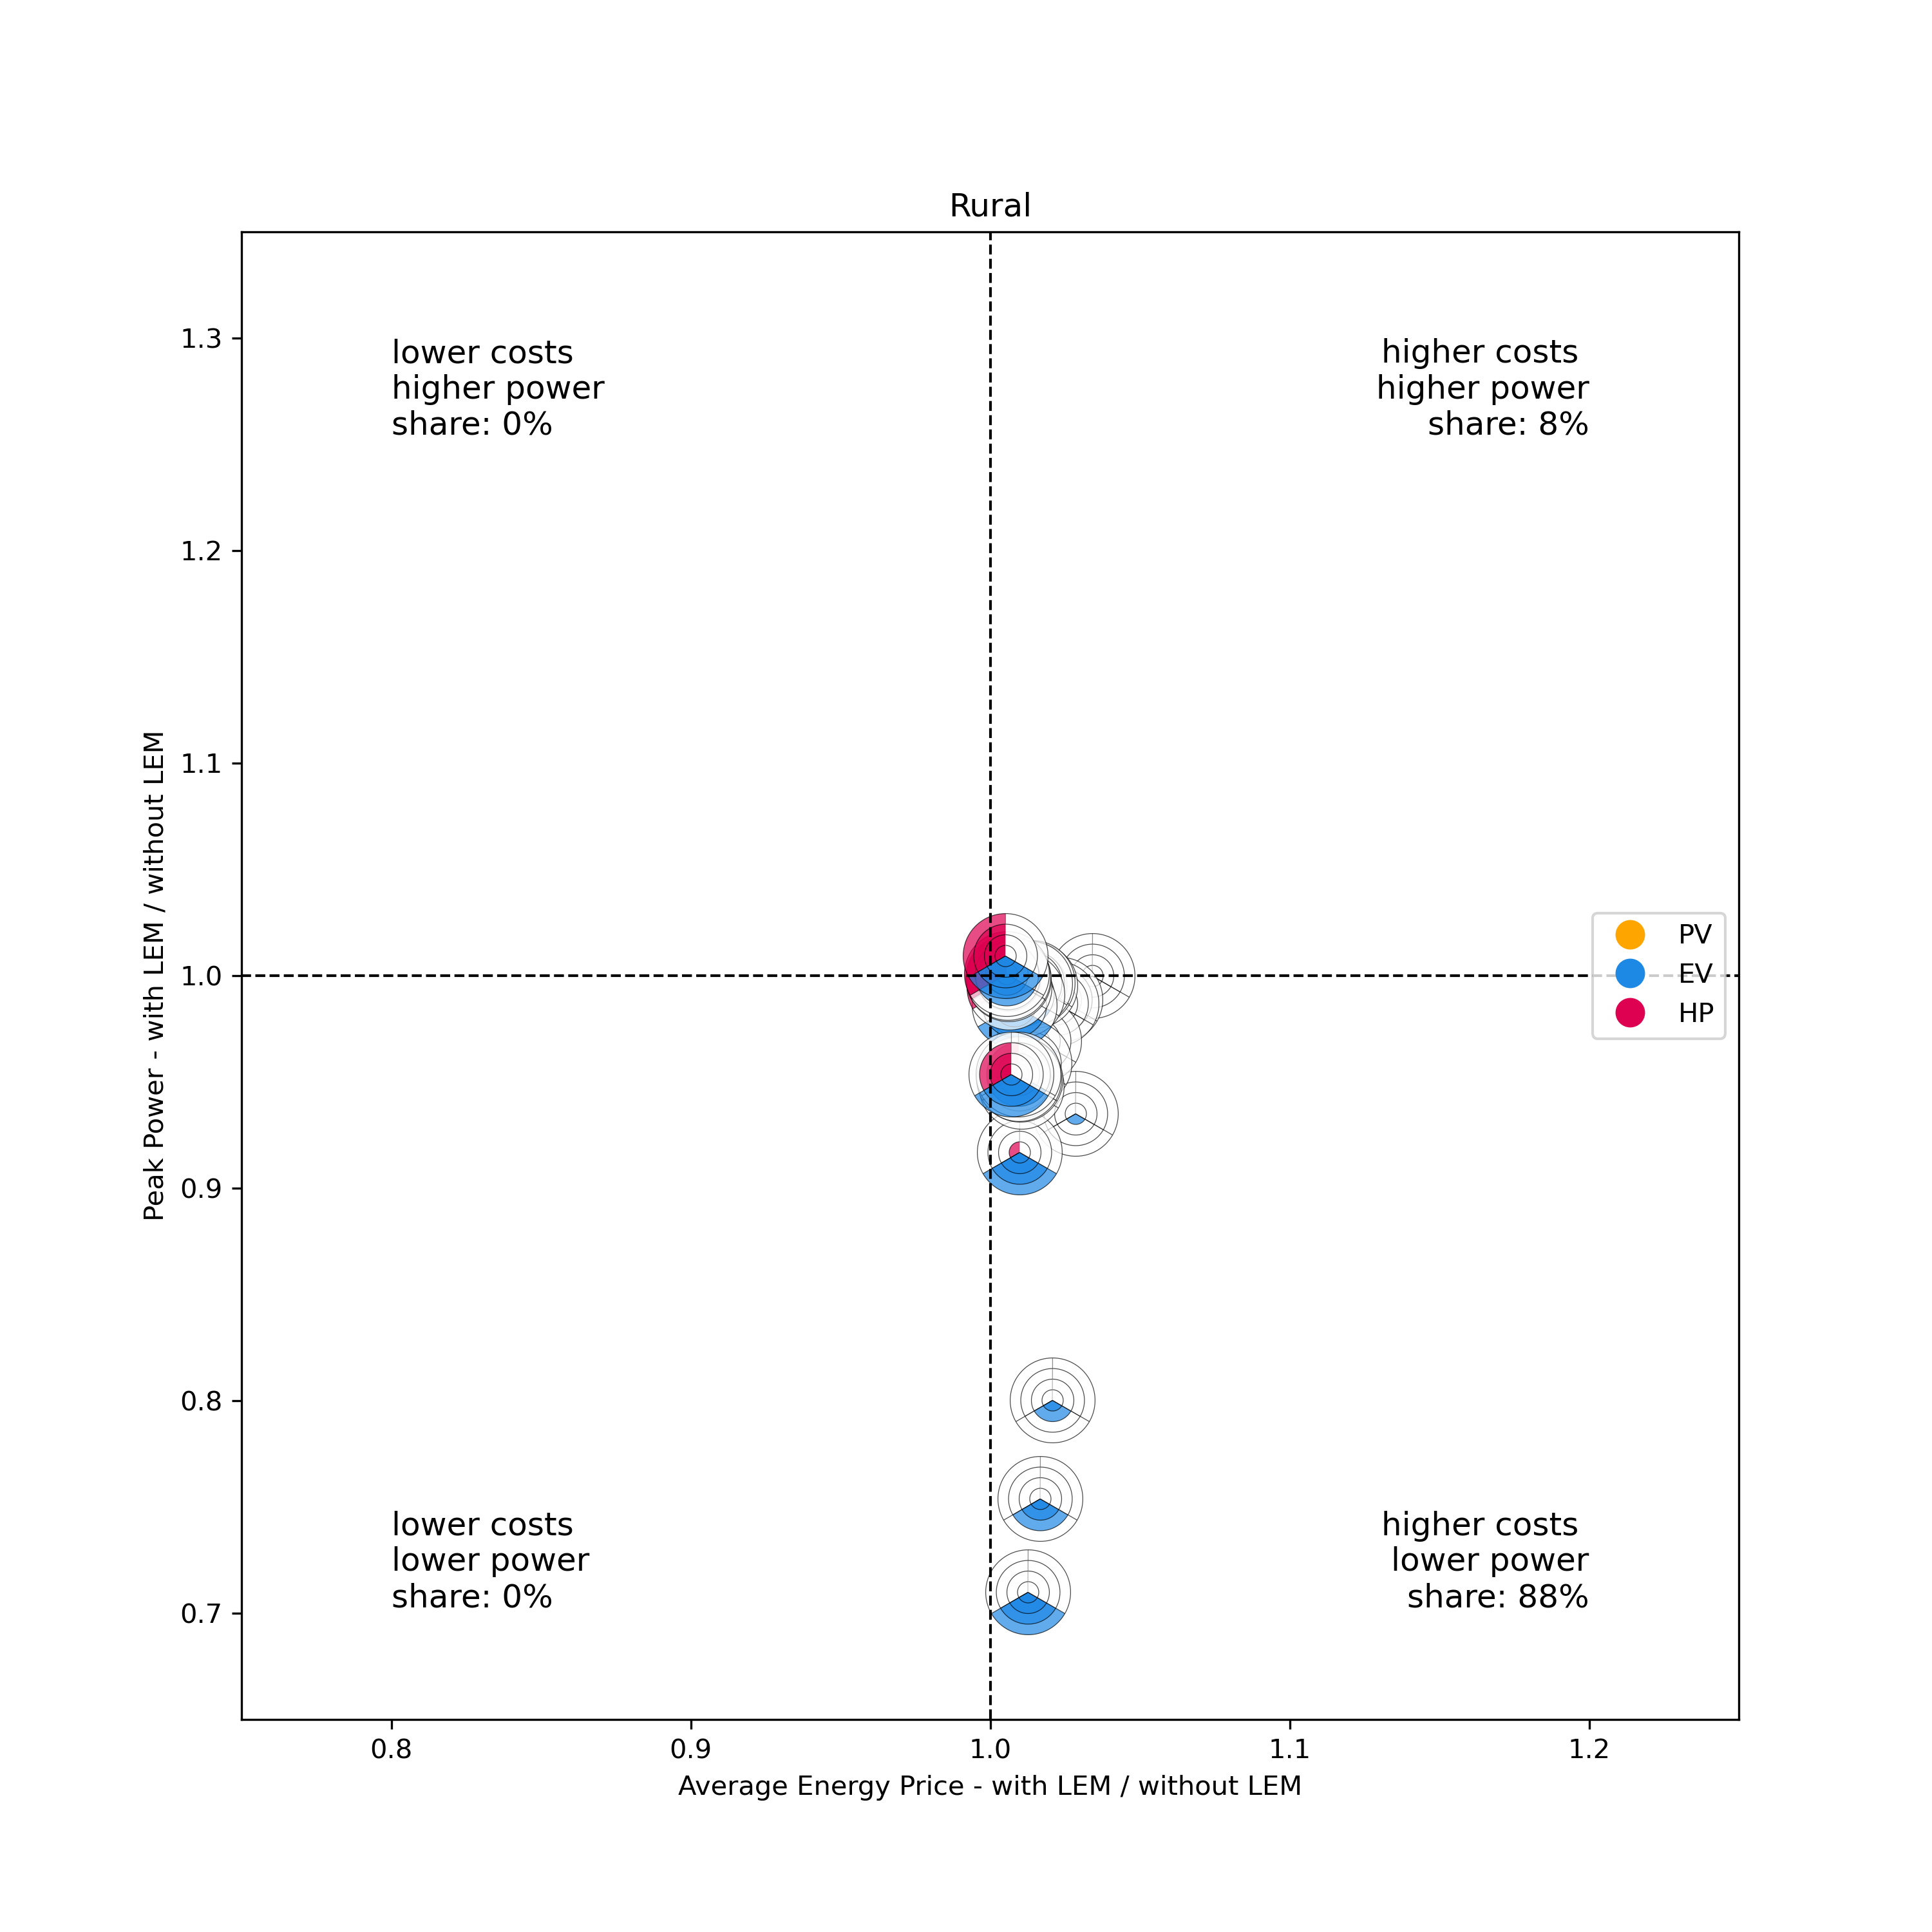 Rural
lower costs
higher power
share: 0%
higher costs
higher power
share: 8%
1.3
1.2
1.1
1.0
0.9
0.8
0.7
Peak Power - with LEM / without LEM
PV
EV
HP
lower costs
lower power
share: 0%
higher costs
lower power
share: 88%
0.8
0.9
1.0
1.1
1.2
Average Energy Price - with LEM / without LEM